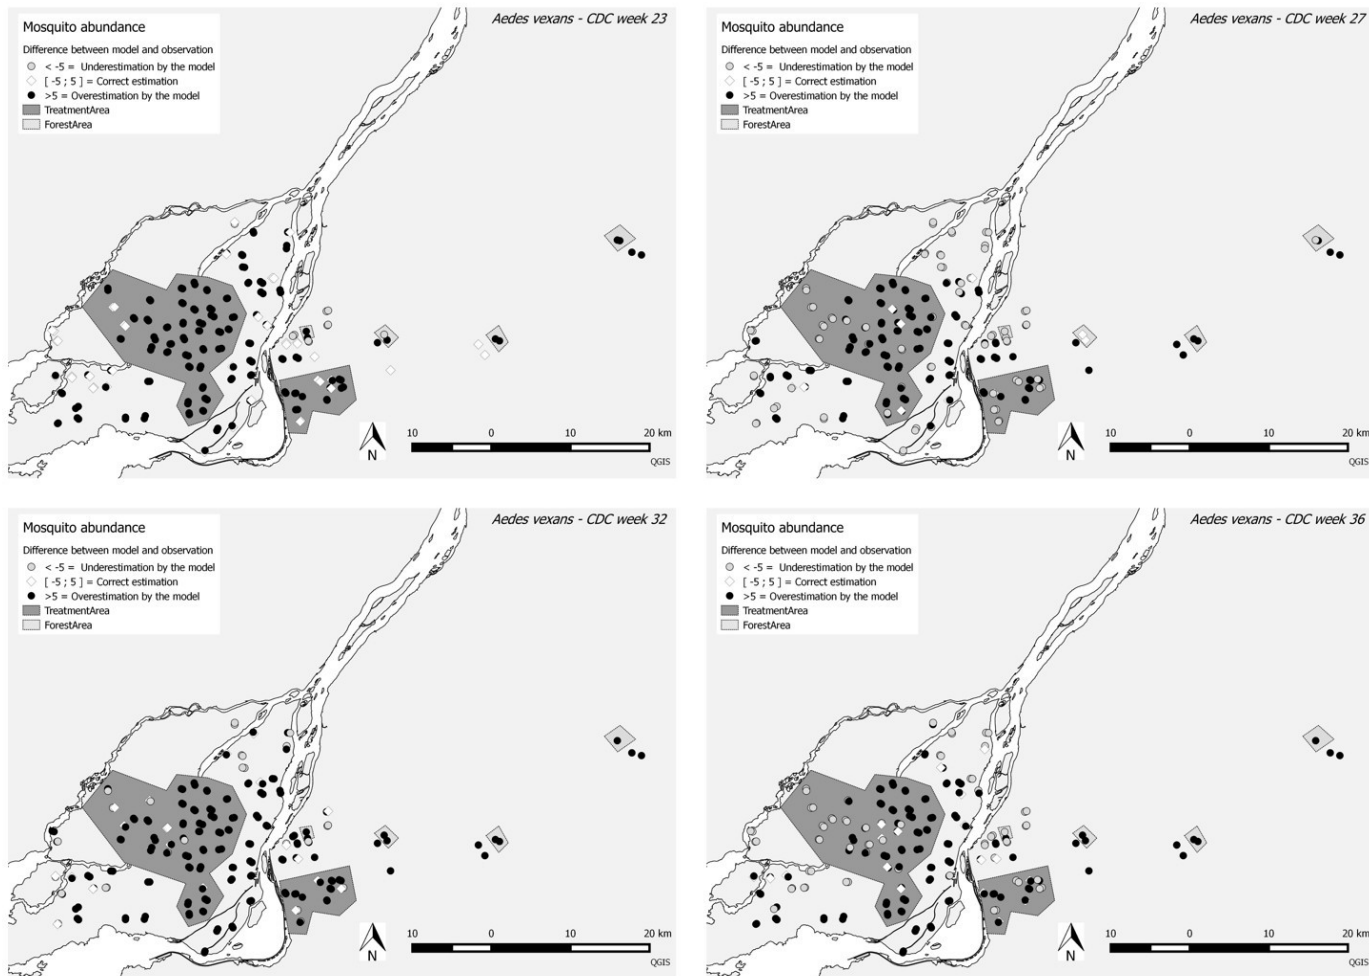 Aedes vexans - CDC week 23
Mosquito abundance
Difference between model and observation
< -5 = Underestimation by the model
[ -5 ; 5 ] = Correct estimation
>5 = Overestimation by the model
TreatmentArea
ForestArea
N
10 0 10 20 km
QGIS
Aedes vexans - CDC week 27
Mosquito abundance
Difference between model and observation
< -5 = Underestimation by the model
[ -5 ; 5 ] = Correct estimation
>5 = Overestimation by the model
TreatmentArea
ForestArea
N
10 0 10 20 km
QGIS
Aedes vexans - CDC week 32
Mosquito abundance
Difference between model and observation
< -5 = Underestimation by the model
[ -5 ; 5 ] = Correct estimation
>5 = Overestimation by the model
TreatmentArea
ForestArea
N
10 0 10 20 km
QGIS
Aedes vexans - CDC week 36
Mosquito abundance
Difference between model and observation
< -5 = Underestimation by the model
[ -5 ; 5 ] = Correct estimation
>5 = Overestimation by the model
TreatmentArea
ForestArea
N
10 0 10 20 km
QGIS